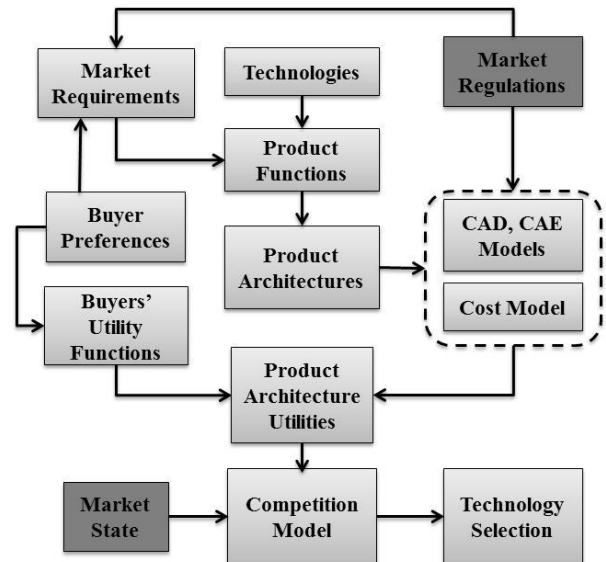 Market
Requirements
Technologies
Market
Regulations
Product
Functions
Buyer
Preferences
Product
Architectures
CAD, CAE
Models
Cost Model
Buyers'
Utility
Functions
Product
Architecture
Utilities
Market
State
Competition
Model
Technology
Selection